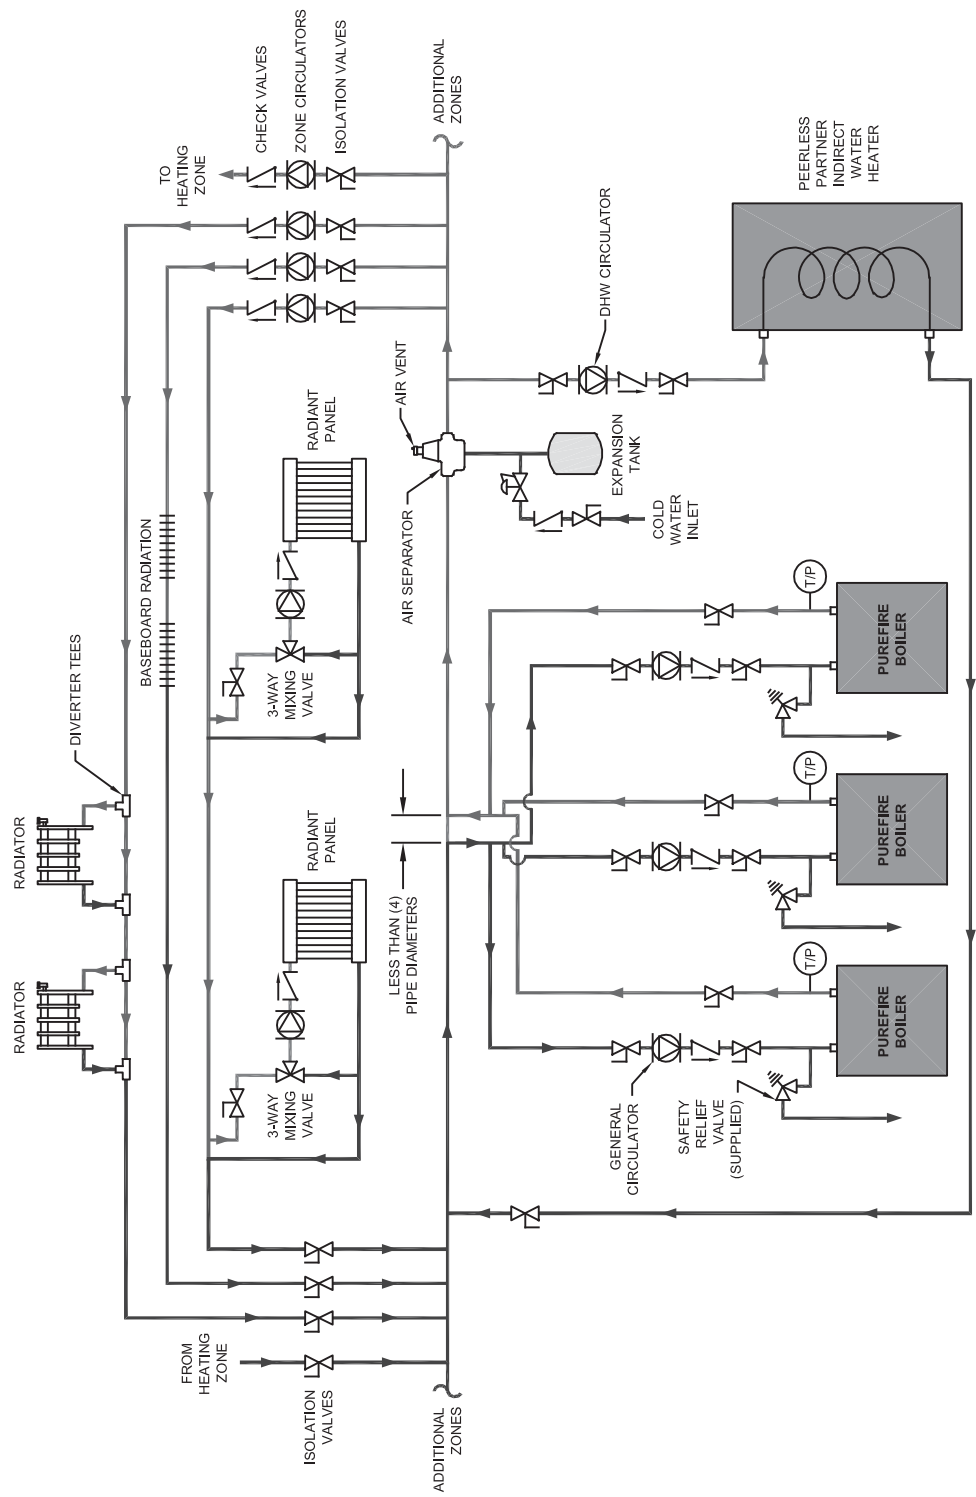 RADIATOR
RADIATOR
DIVERTER TEES
BASEBOARD RADIATION
TO
HEATING
ZONE
CHECK VALVES
ZONE CIRCULATORS
ISOLATION VALVES
ADDITIONAL
ZONES
FROM
HEATING
ZONE
ISOLATION
VALVES
ADDITIONAL
ZONES
3-WAY
MIXING
VALVE
RADIANT
PANEL
3-WAY
MIXING
VALVE
RADIANT
PANEL
LESS THAN (4)
PIPE DIAMETERS
AIR SEPARATOR
AIR VENT
EXPANSION
TANK
COLD
WATER
INLET
DHW CIRCULATOR
PEERLESS
PARTNER
INDIRECT
WATER
HEATER
GENERAL
CIRCULATOR
SAFETY
RELIEF
VALVE
(SUPPLIED)
T/P
T/P
T/P
PUREFIRE
BOILER
PUREFIRE
BOILER
PUREFIRE
BOILER